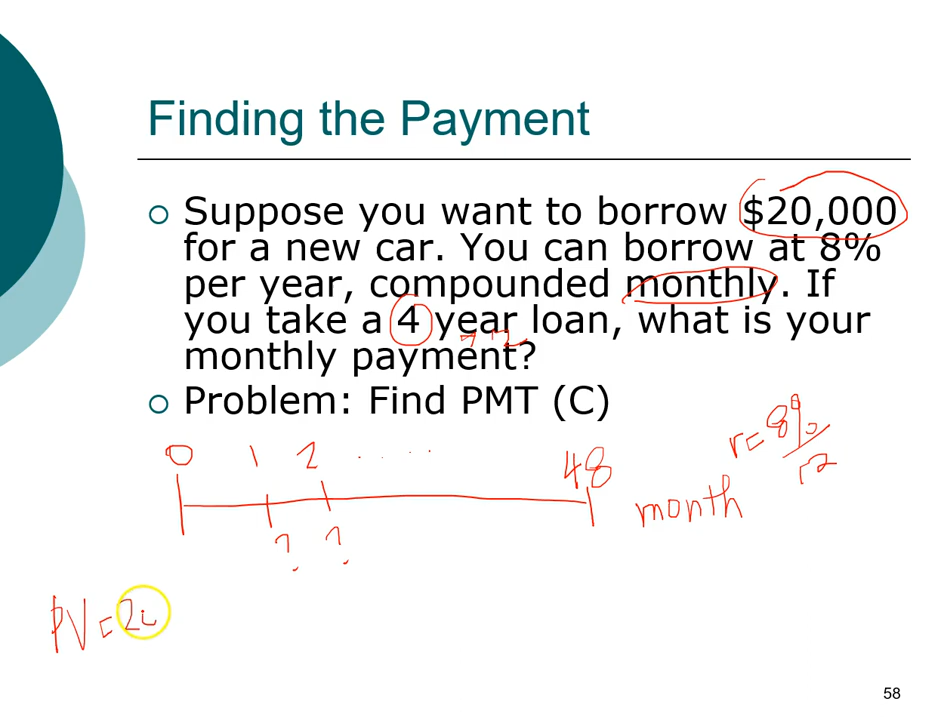 Finding the Payment
○ Suppose you want to borrow $20,000
for a new car. You can borrow at 8%
per year, compounded monthly. If
you take a 4 year loan, what is your
monthly payment?
○ Problem: Find PMT (C)
r = 8% / 12
0 1 2 ..... 48
month
? ?
PV =
58